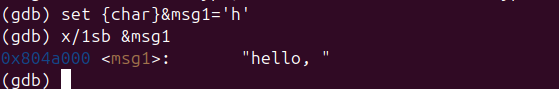 (gdb) set {char}&msg1='h'
(gdb) x/1sb &msg1
0x804a000 <msg1>:       "hello, "
(gdb)